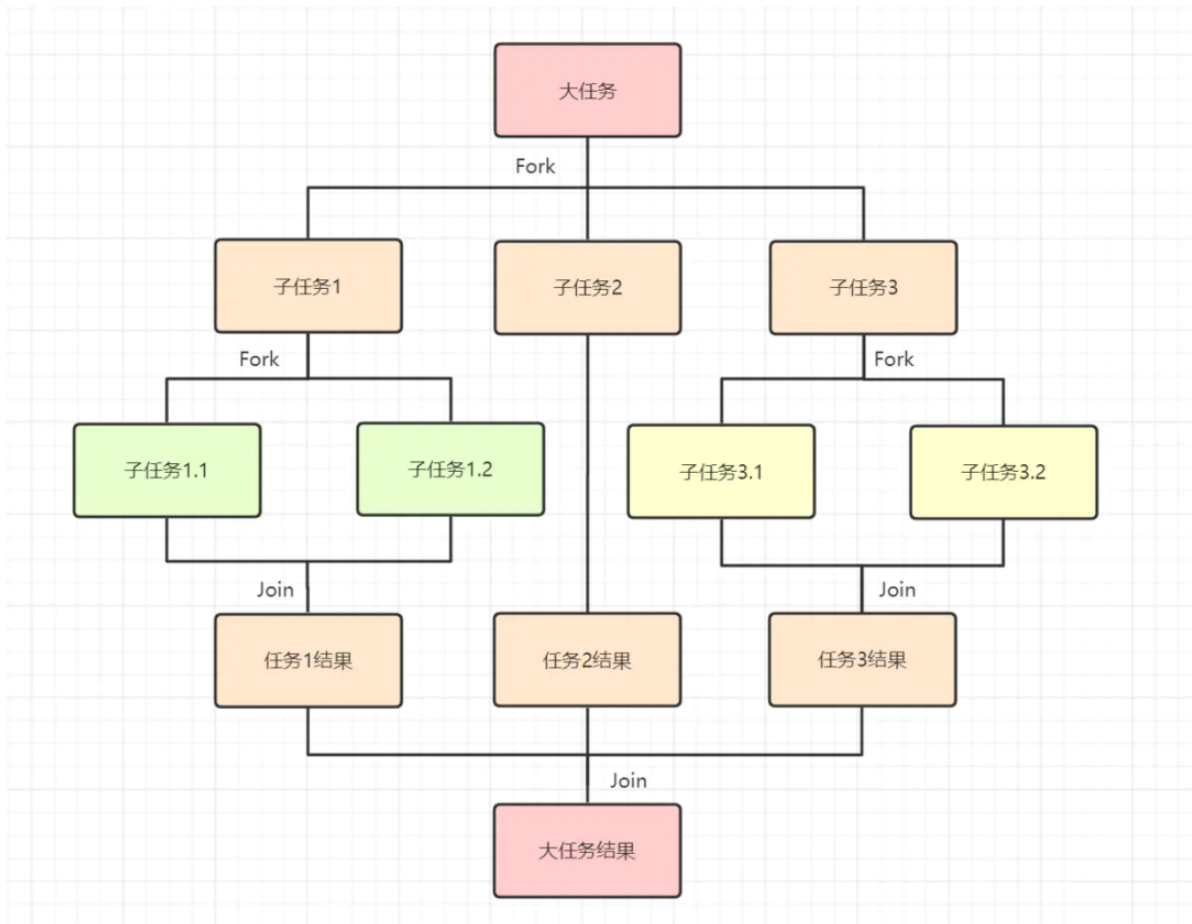 大任务
Fork
子任务1
子任务2
子任务3
Fork
Fork
子任务1.1
子任务1.2
子任务3.1
子任务3.2
Join
Join
任务1结果
任务2结果
任务3结果
Join
大任务结果